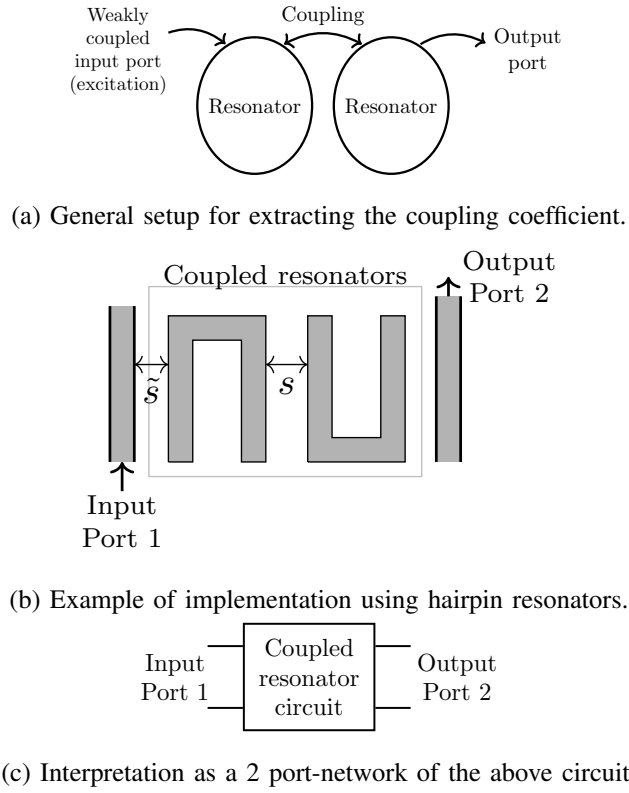 Weakly
coupled
input port
(excitation)
Coupling
Output
port
Resonator
Resonator
(a) General setup for extracting the coupling coefficient.
Coupled resonators
Output
Port 2
s̃
s
Input
Port 1
(b) Example of implementation using hairpin resonators.
Input
Port 1
Coupled
resonator
circuit
Output
Port 2
(c) Interpretation as a 2 port-network of the above circuit